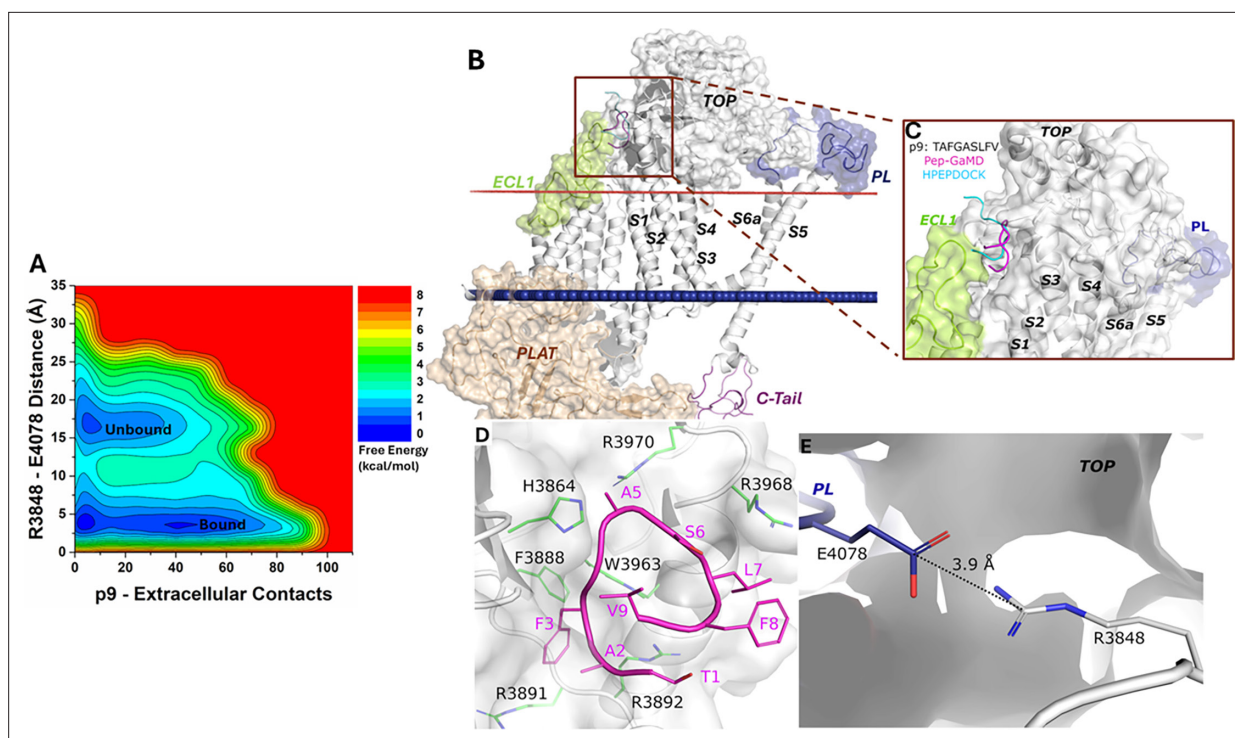 A
R3848 - E4078 Distance (Å)
35
30
25
20
15
10
5
0
Unbound
Bound
0 20 40 60 80 100
p9 - Extracellular Contacts
8
7
6
5
4
3
2
1
0
Free Energy
(kcal/mol)
B
TOP
ECL1
PL
S1
S2
S4
S3
S6a
S5
PLAT
C-Tail
C
TOP
p9: TAFGASLFV
Pep-GaMD
HPEPDOCK
ECL1
PL
S3
S4
S2
S6a
S5
S1
D
R3970
H3864
A5
R3968
S6
F3888
W3963
L7
V9
F3
F8
A2
T1
R3891
R3892
E
TOP
PL
E4078
3.9 Å
R3848